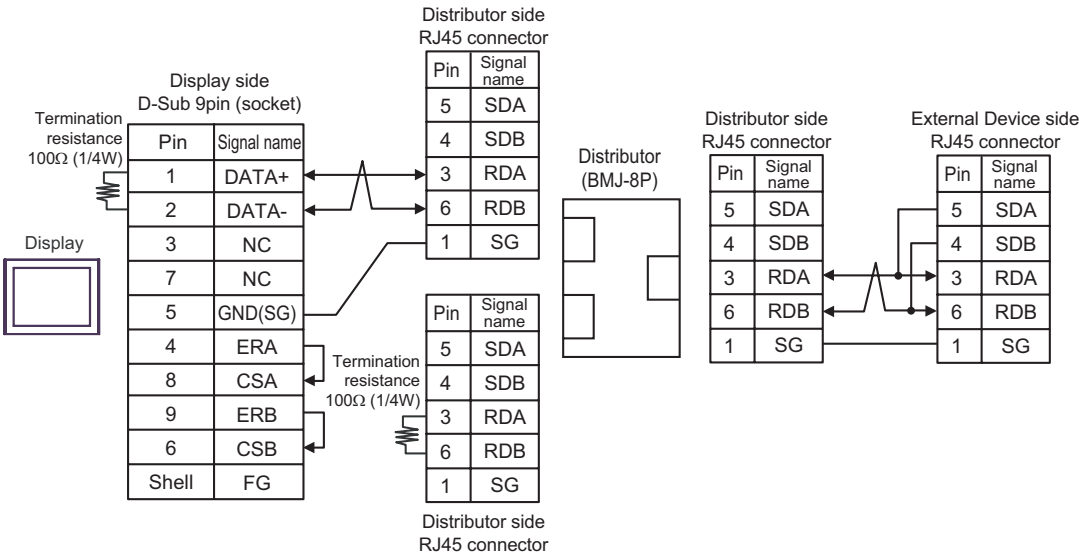 Distributor side
RJ45 connector
Pin Signal name
5 SDA
4 SDB
3 RDA
6 RDB
1 SG
Display side
D-Sub 9pin (socket)
Termination
resistance
100Ω (1/4W)
Pin Signal name
1 DATA+
2 DATA-
3 NC
7 NC
5 GND(SG)
4 ERA
8 CSA
9 ERB
6 CSB
Shell FG
Display
Termination
resistance
100Ω (1/4W)
Pin Signal name
5 SDA
4 SDB
3 RDA
6 RDB
1 SG
Distributor side
RJ45 connector
Distributor
(BMJ-8P)
Distributor side
RJ45 connector
Pin Signal name
5 SDA
4 SDB
3 RDA
6 RDB
1 SG
External Device side
RJ45 connector
Pin Signal name
5 SDA
4 SDB
3 RDA
6 RDB
1 SG